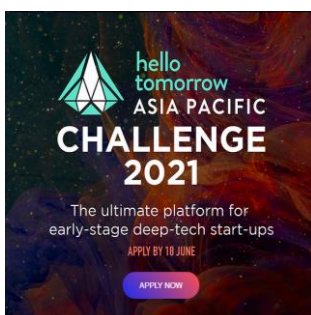 hello
tomorrow
ASIA PACIFIC
CHALLENGE
2021
The ultimate platform for
early-stage deep-tech start-ups
APPLY BY 18 JUNE
APPLY NOW